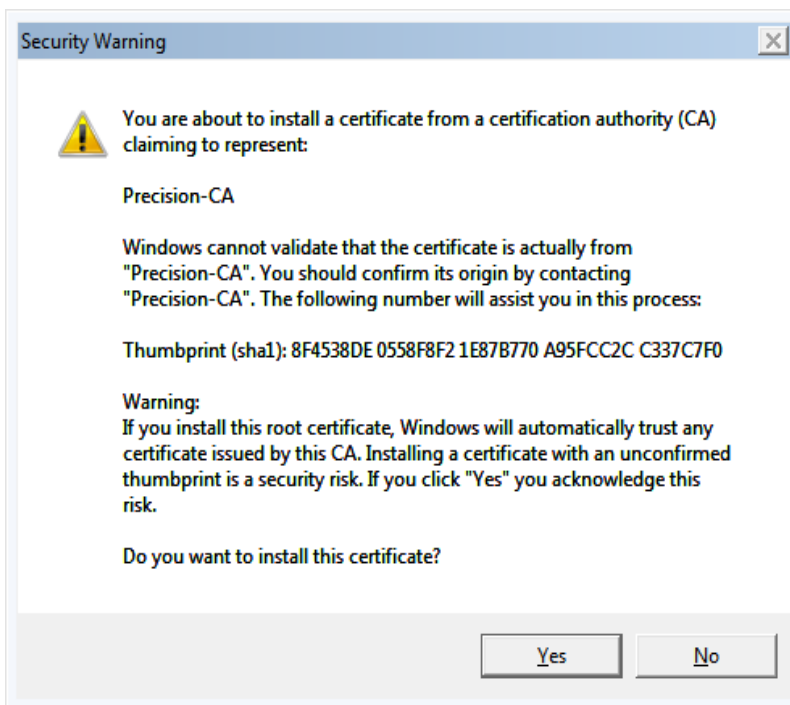 Security Warning
You are about to install a certificate from a certification authority (CA)
claiming to represent:
Precision-CA
Windows cannot validate that the certificate is actually from
"Precision-CA". You should confirm its origin by contacting
"Precision-CA". The following number will assist you in this process:
Thumbprint (sha1): 8F4538DE 0558F8F2 1E87B770 A95FCC2C C337C7F0
Warning:
If you install this root certificate, Windows will automatically trust any
certificate issued by this CA. Installing a certificate with an unconfirmed
thumbprint is a security risk. If you click "Yes" you acknowledge this
risk.
Do you want to install this certificate?
Yes
No